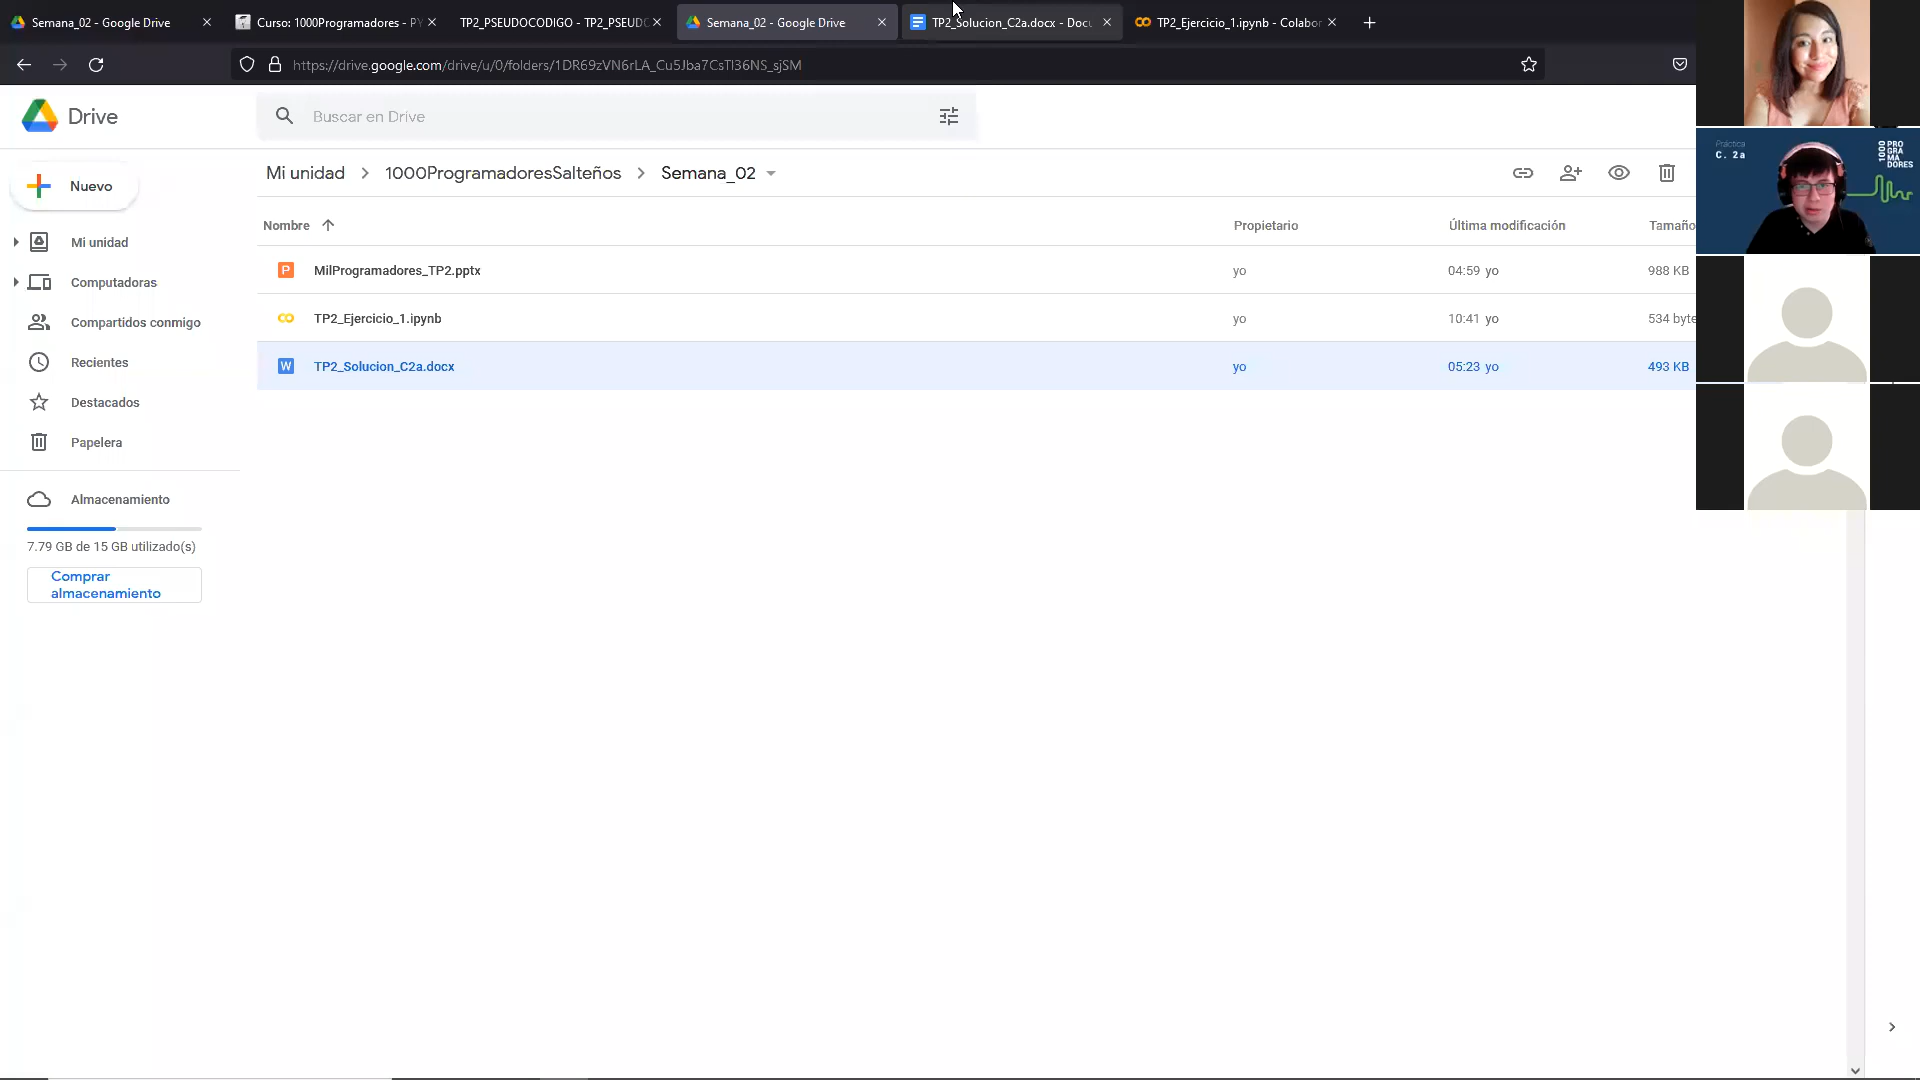 Semana_02 - Google Drive
Curso: 1000Programadores - PY
TP2_PSEUDOCODIGO - TP2_PSEUDC
Semana_02 - Google Drive
TP2_Solucion_C2a.docx - Docu
TP2_Ejercicio_1.ipynb - Colabor
https://drive.google.com/drive/u/0/folders/1DR69zVN6rLA_Cu5Jba7CsTl36NS_sjSM
Drive
Buscar en Drive
Nuevo
Mi unidad
Computadoras
Compartidos conmigo
Recientes
Destacados
Papelera
Almacenamiento
7.79 GB de 15 GB utilizado(s)
Comprar
almacenamiento
Mi unidad > 1000ProgramadoresSalteños > Semana_02
Nombre Propietario Última modificación Tamaño
MilProgramadores_TP2.pptx yo 04:59 yo 988 KB
TP2_Ejercicio_1.ipynb yo 10:41 yo 534 byte
TP2_Solucion_C2a.docx yo 05:23 yo 493 KB
Práctica
C. 2a
1000
PRO
GRA
MA
DORES